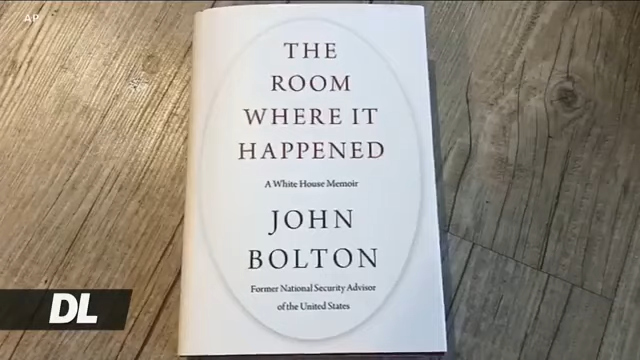 AP
THE
ROOM
WHERE IT
HAPPENED
A White House Memoir
JOHN
BOLTON
Former National Security Advisor
of the United States
DL